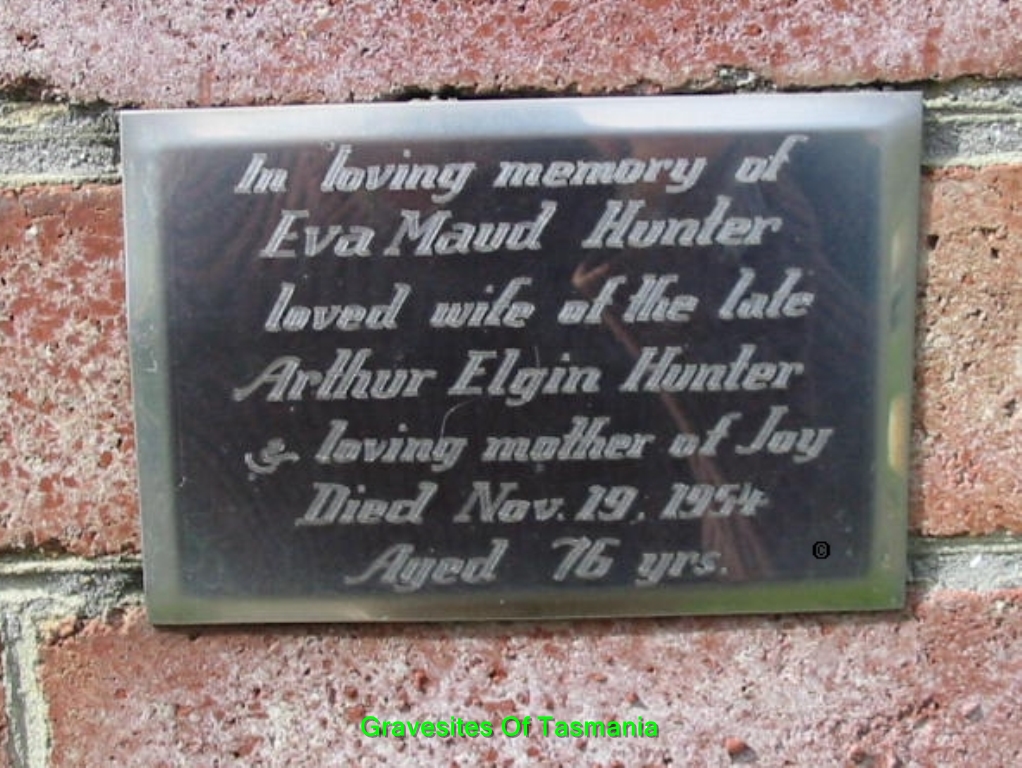 In loving memory of
Eva Maud Hunter
loved wife of the late
Arthur Elgin Hunter
& loving mother of Joy
Died Nov. 19. 1954
Aged 76 yrs.
©
Gravesites Of Tasmania